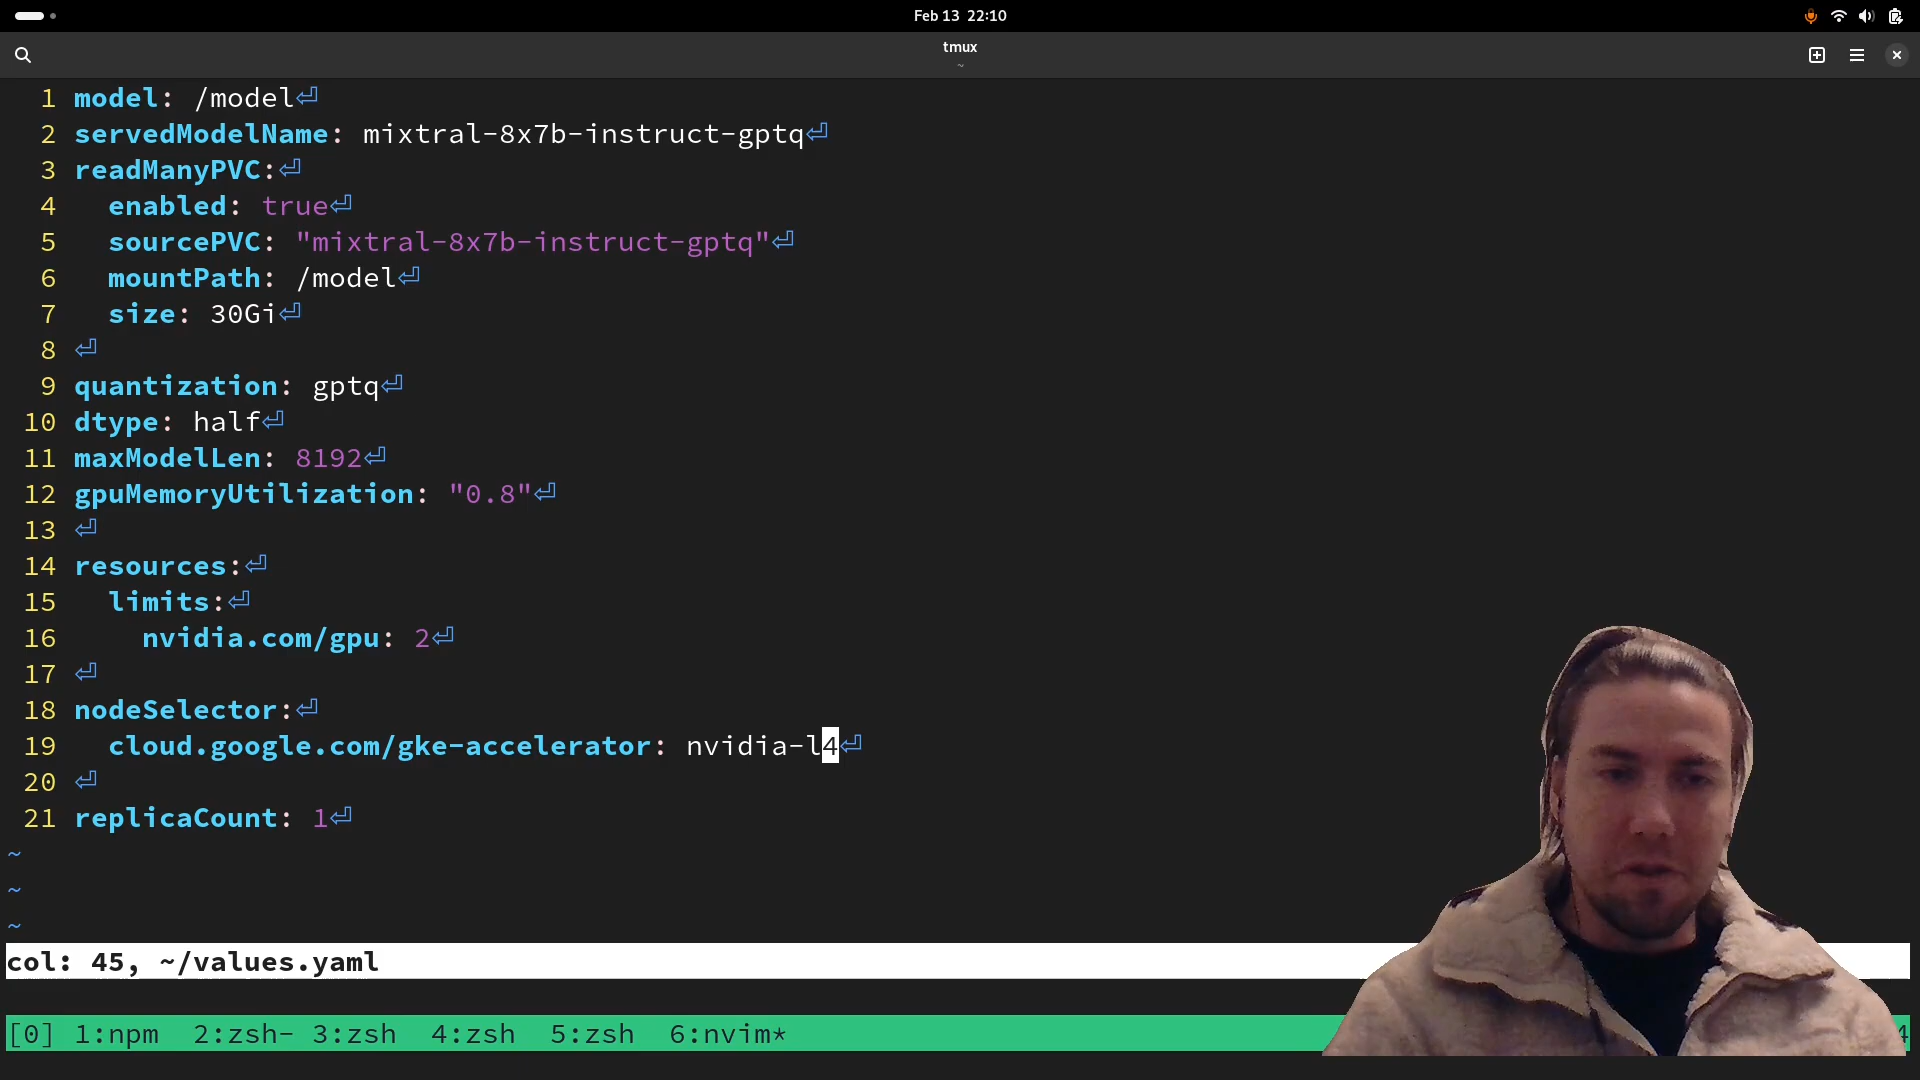 Feb 13 22:10
tmux
~
1 model: /model
2 servedModelName: mixtral-8x7b-instruct-gptq
3 readManyPVC:
4   enabled: true
5   sourcePVC: "mixtral-8x7b-instruct-gptq"
6   mountPath: /model
7   size: 30Gi
8
9 quantization: gptq
10 dtype: half
11 maxModelLen: 8192
12 gpuMemoryUtilization: "0.8"
13
14 resources:
15   limits:
16     nvidia.com/gpu: 2
17
18 nodeSelector:
19   cloud.google.com/gke-accelerator: nvidia-l4
20
21 replicaCount: 1
~
~
~
col: 45, ~/values.yaml
[0] 1:npm  2:zsh- 3:zsh  4:zsh  5:zsh  6:nvim*